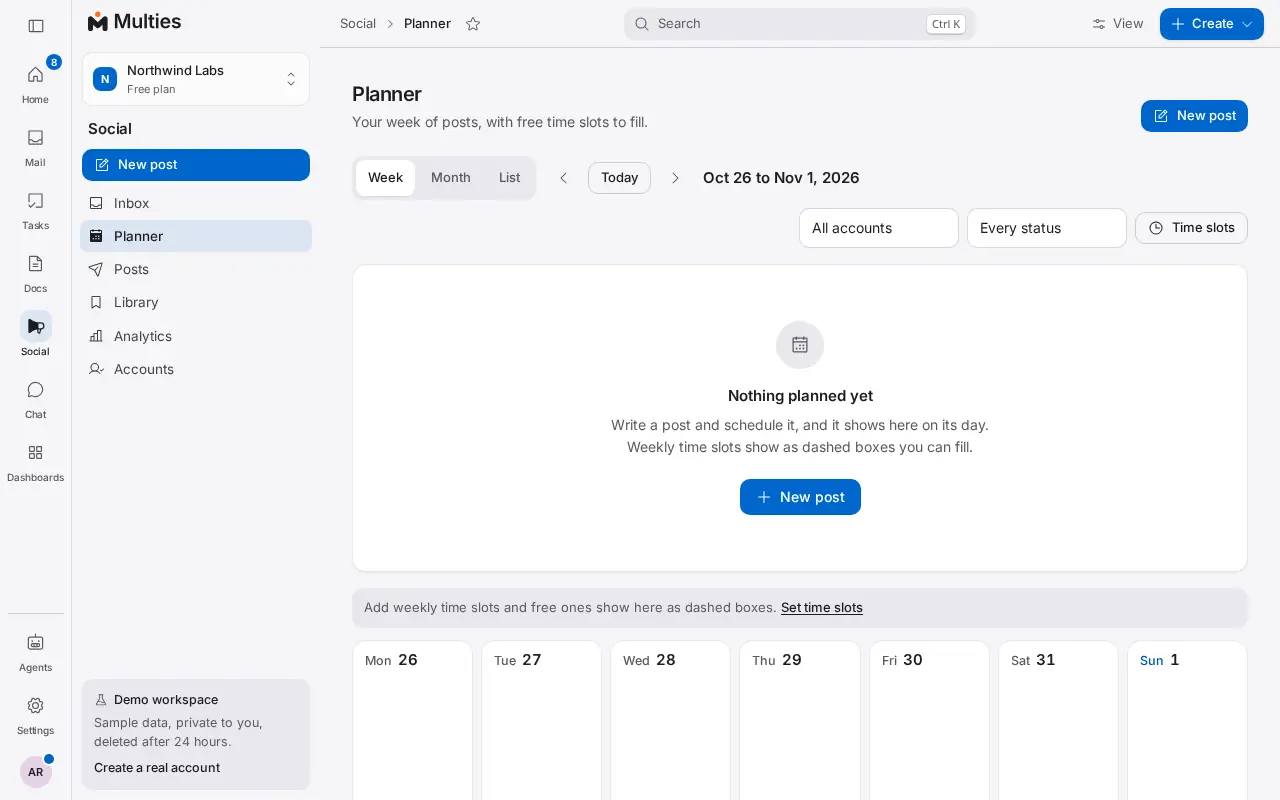 Multies
Social
Planner
Search
Ctrl K
View
Create
8
Home
Mail
Tasks
Docs
Social
Chat
Dashboards
Agents
Settings
AR
N
Northwind Labs
Free plan
Social
New post
Inbox
Planner
Posts
Library
Analytics
Accounts
Demo workspace
Sample data, private to you,
deleted after 24 hours.
Create a real account
Planner
Your week of posts, with free time slots to fill.
New post
Week
Month
List
Today
Oct 26 to Nov 1, 2026
All accounts
Every status
Time slots
Nothing planned yet
Write a post and schedule it, and it shows here on its day.
Weekly time slots show as dashed boxes you can fill.
New post
Add weekly time slots and free ones show here as dashed boxes. Set time slots
Mon 26
Tue 27
Wed 28
Thu 29
Fri 30
Sat 31
Sun 1